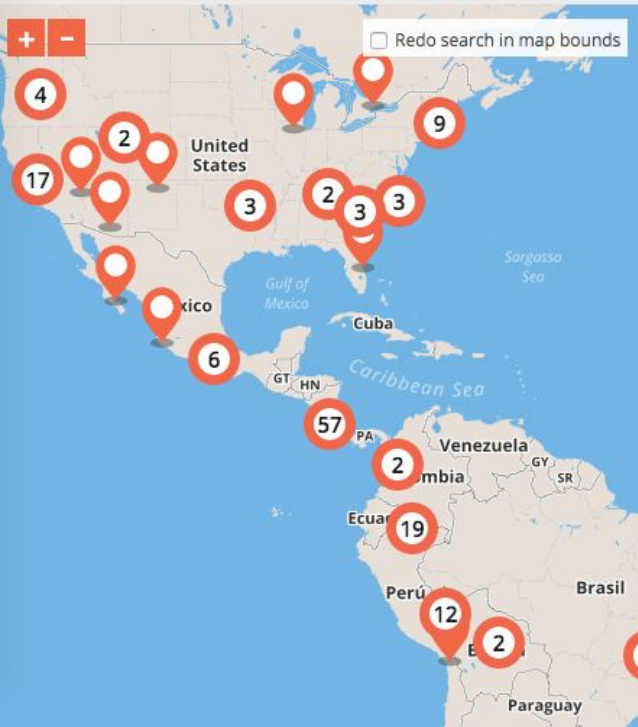 + -
Redo search in map bounds
4
2
9
United
States
17
2
3
3
3
Sargasso
Sea
Gulf of
Mexico
xico
Cuba
6
GT
HN
Caribbean Sea
57
PA
Venezuela
2
mbia
GY
SR
Ecua
19
Perú
Brasil
12
2
B
Paraguay